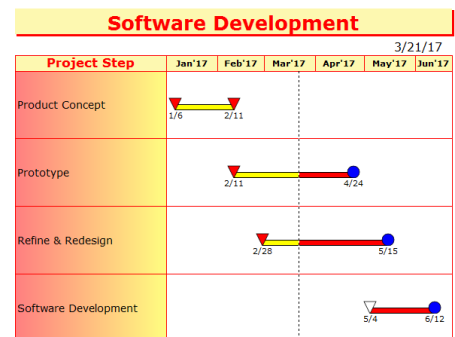 Software Development
3/21/17
Project Step Jan'17 Feb'17 Mar'17 Apr'17 May'17 Jun'17
Product Concept
1/6 2/11
Prototype
2/11 4/24
Refine & Redesign
2/28 5/15
Software Development
5/4 6/12